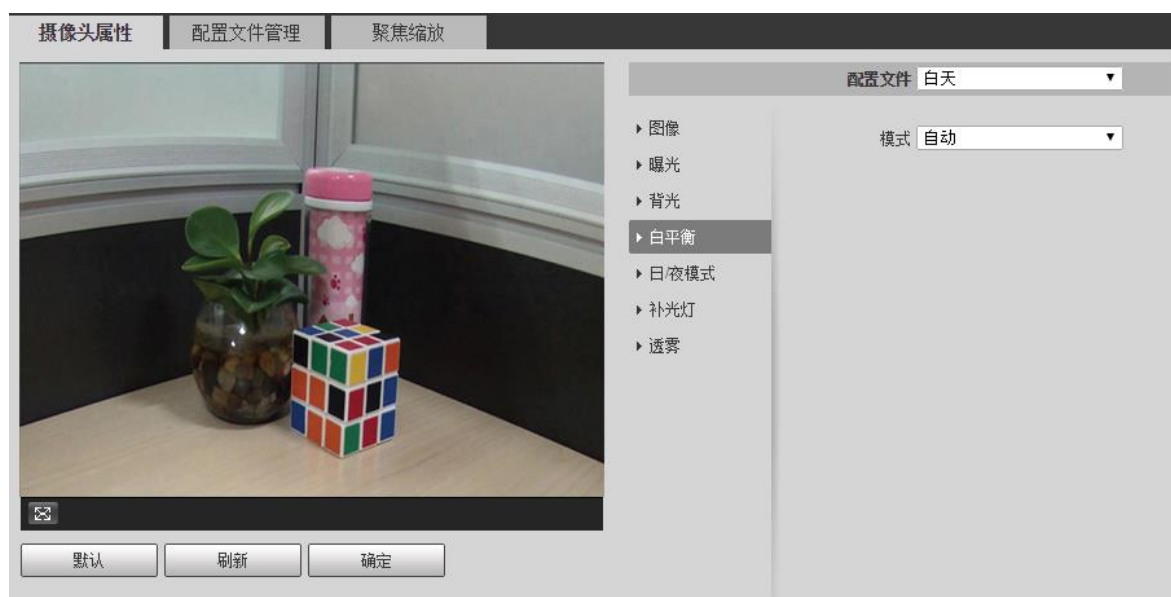 摄像头属性 配置文件管理 聚焦缩放
配置文件 白天
模式 自动
图像
曝光
背光
白平衡
日/夜模式
补光灯
透雾
默认 刷新 确定